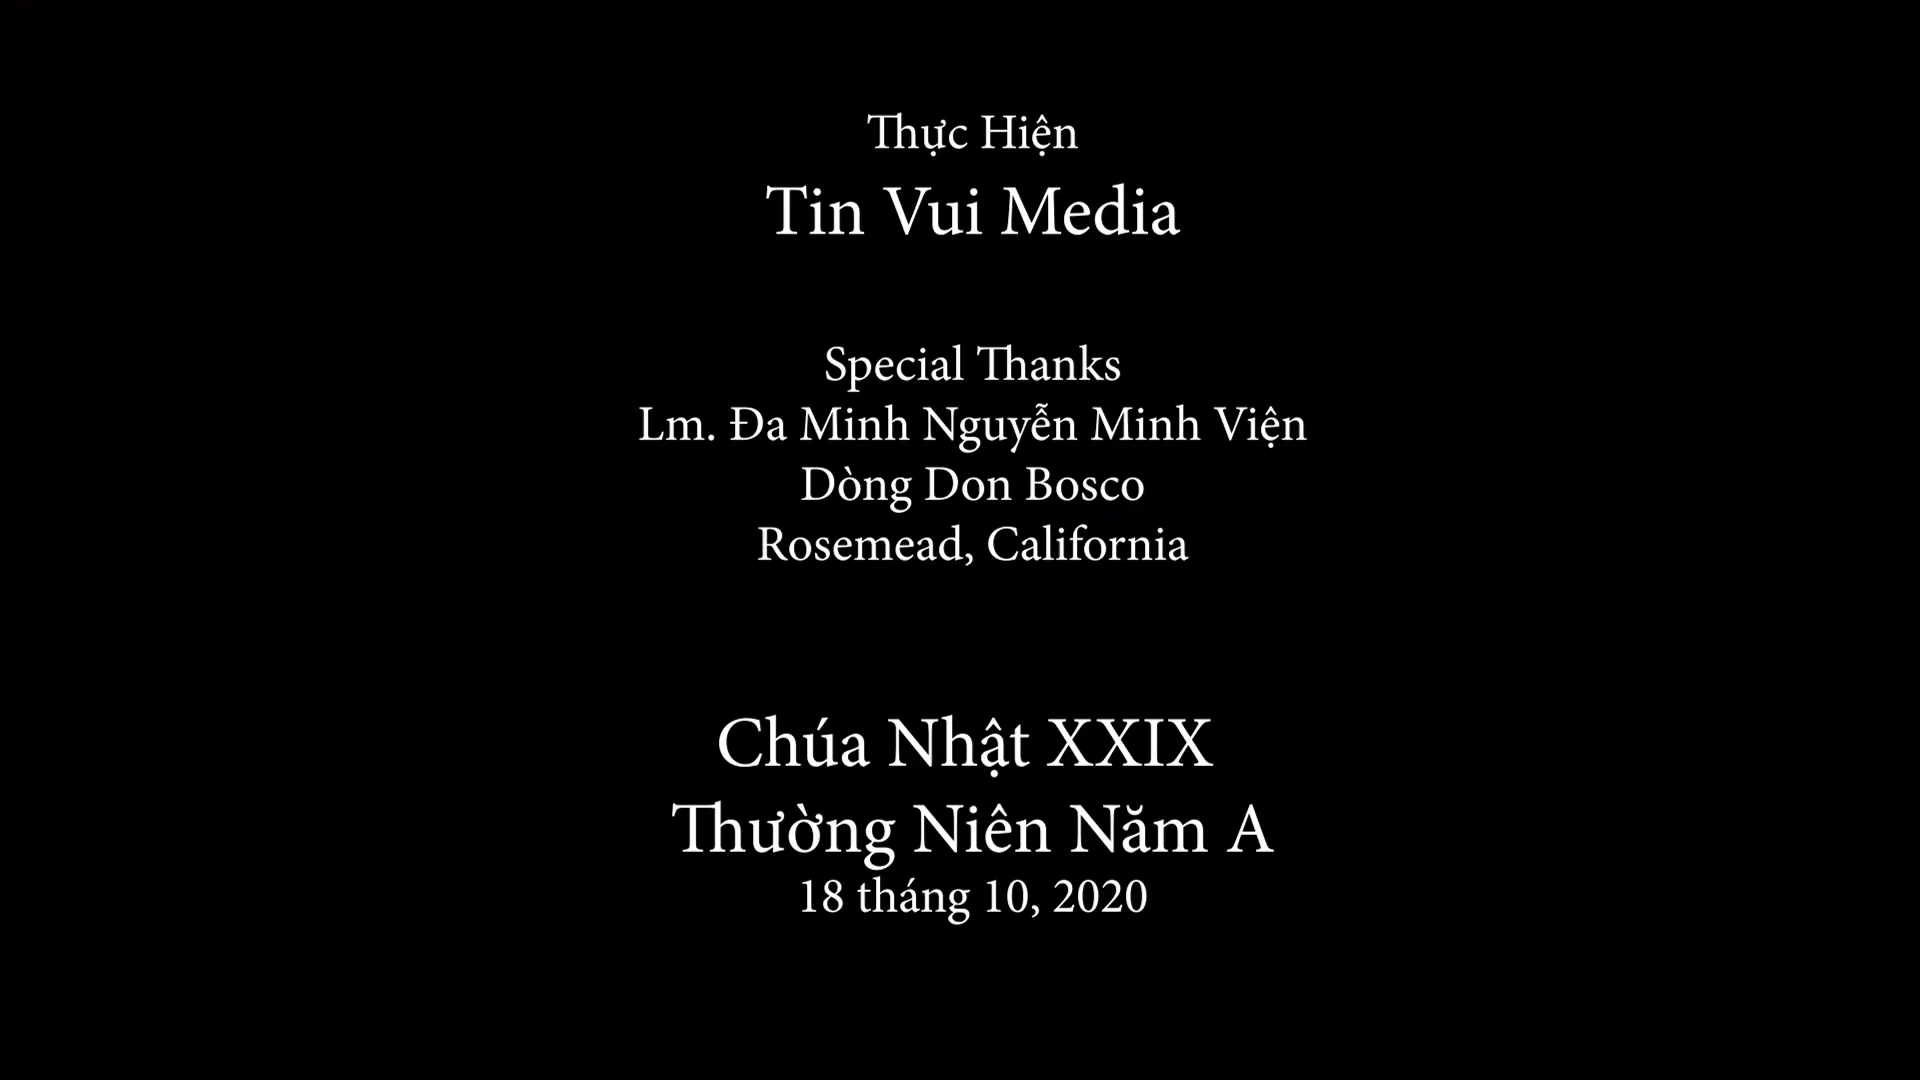 Thực Hiện
Tin Vui Media
Special Thanks
Lm. Đa Minh Nguyễn Minh Viện
Dòng Don Bosco
Rosemead, California
Chúa Nhật XXIX
Thường Niên Năm A
18 tháng 10, 2020